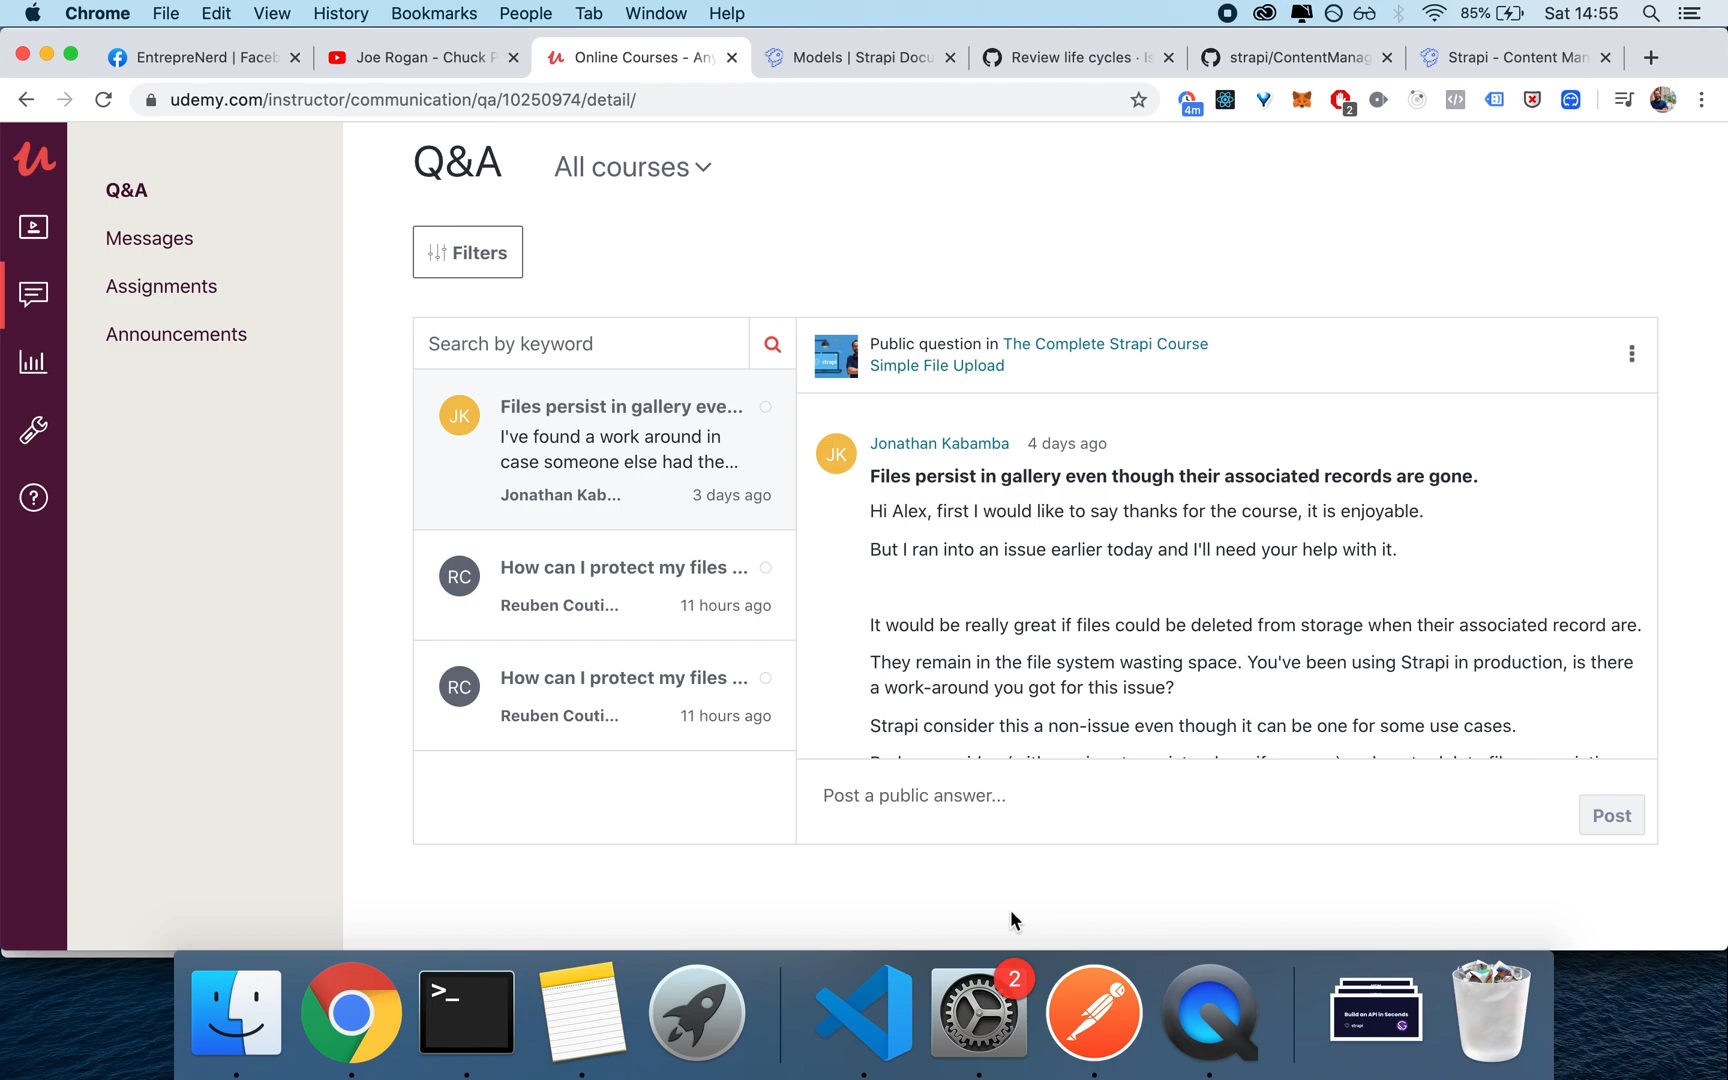 Chrome File Edit View History Bookmarks People Tab Window Help 85% Sat 14:55
EntrepreNerd | Faceb
Joe Rogan - Chuck P
Online Courses - Any
Models | Strapi Docu
Review life cycles · Is
strapi/ContentManag
Strapi - Content Man
udemy.com/instructor/communication/qa/10250974/detail/
4m
2
Q&A
Messages
Assignments
Announcements
Q&A All courses
Filters
Search by keyword
JK
Files persist in gallery eve...
I've found a work around in
case someone else had the...
Jonathan Kab... 3 days ago
RC
How can I protect my files ...
Reuben Couti... 11 hours ago
RC
How can I protect my files ...
Reuben Couti... 11 hours ago
Public question in The Complete Strapi Course
Simple File Upload
strapi
JK
Jonathan Kabamba 4 days ago
Files persist in gallery even though their associated records are gone.
Hi Alex, first I would like to say thanks for the course, it is enjoyable.
But I ran into an issue earlier today and I'll need your help with it.
It would be really great if files could be deleted from storage when their associated record are.
They remain in the file system wasting space. You've been using Strapi in production, is there
a work-around you got for this issue?
Strapi consider this a non-issue even though it can be one for some use cases.
Post a public answer...
Post
2
Build an API in Seconds
strapi